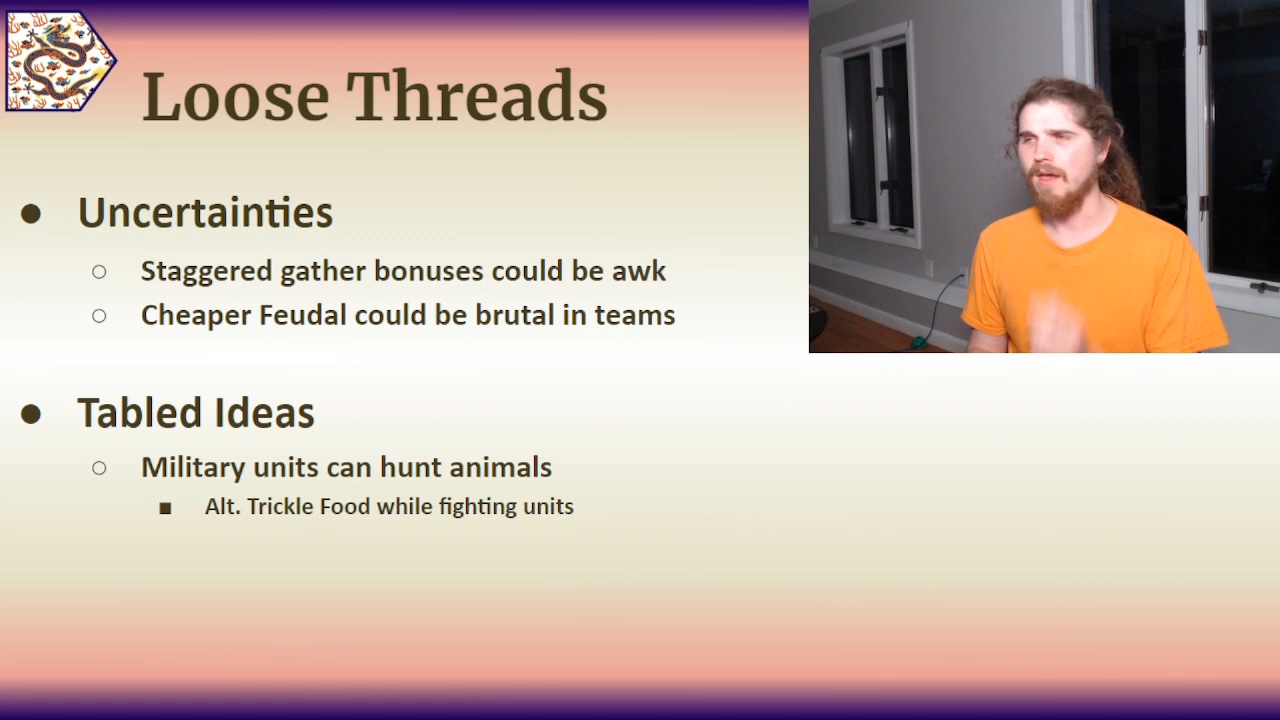 Loose Threads
● Uncertainties
○ Staggered gather bonuses could be awk
○ Cheaper Feudal could be brutal in teams
● Tabled Ideas
○ Military units can hunt animals
■ Alt. Trickle Food while fighting units